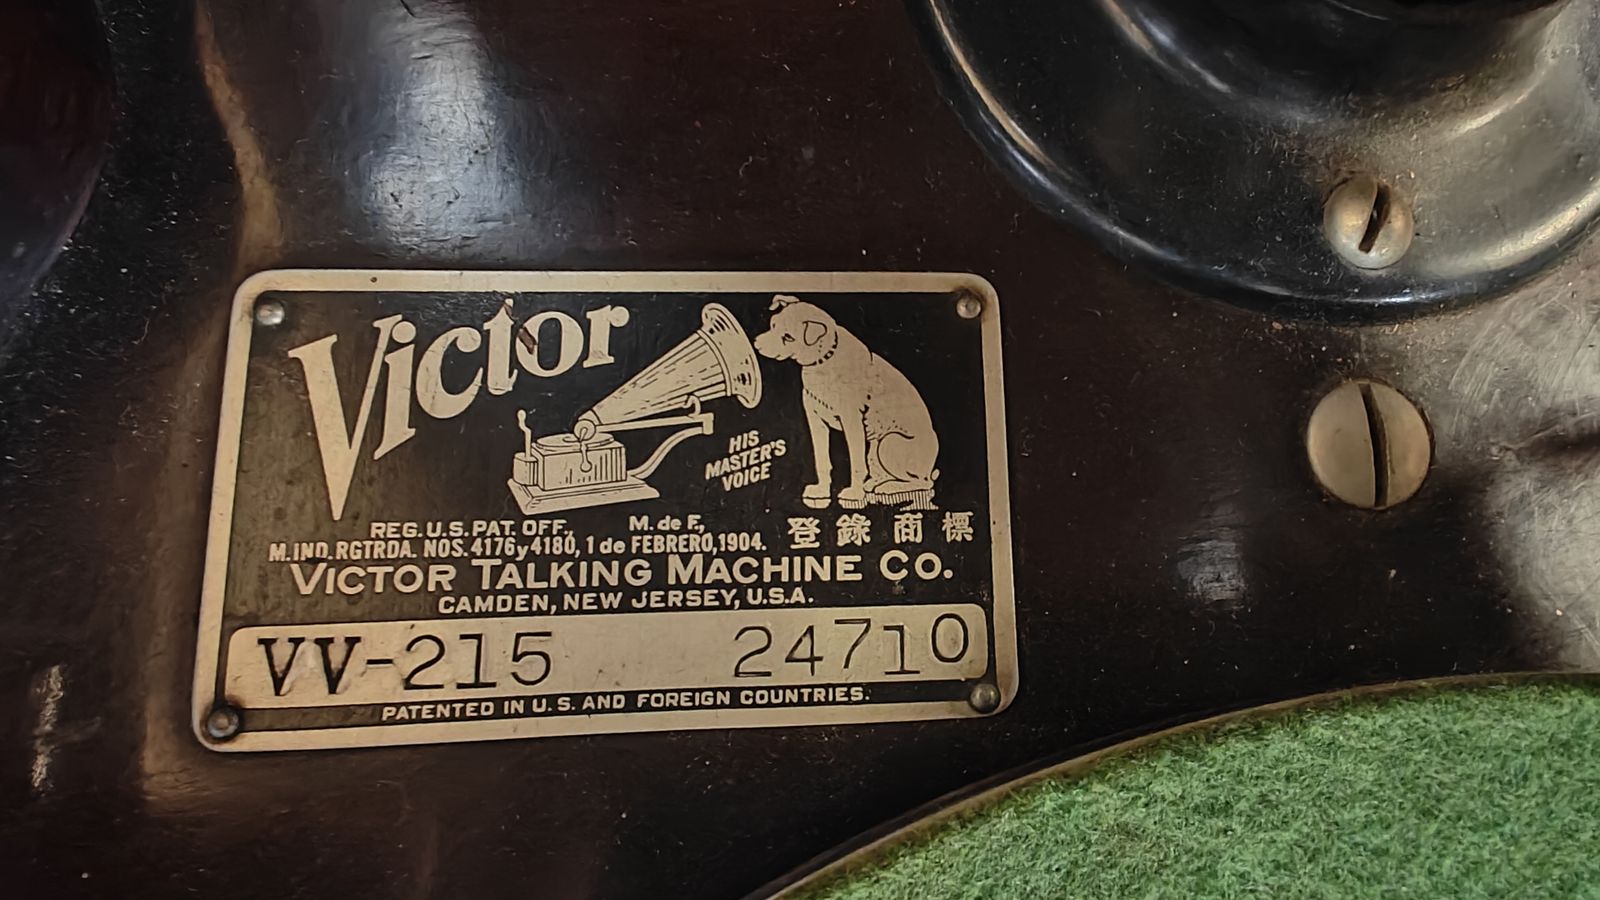 Victor
HIS
MASTER'S
VOICE
REG. U.S. PAT. OFF., M. de F.,
M. IND. RGTRDA. NOS. 4176 y 4180, 1 de FEBRERO, 1904.
登錄商標
VICTOR TALKING MACHINE CO.
CAMDEN, NEW JERSEY, U.S.A.
VV-215 24710
PATENTED IN U.S. AND FOREIGN COUNTRIES.